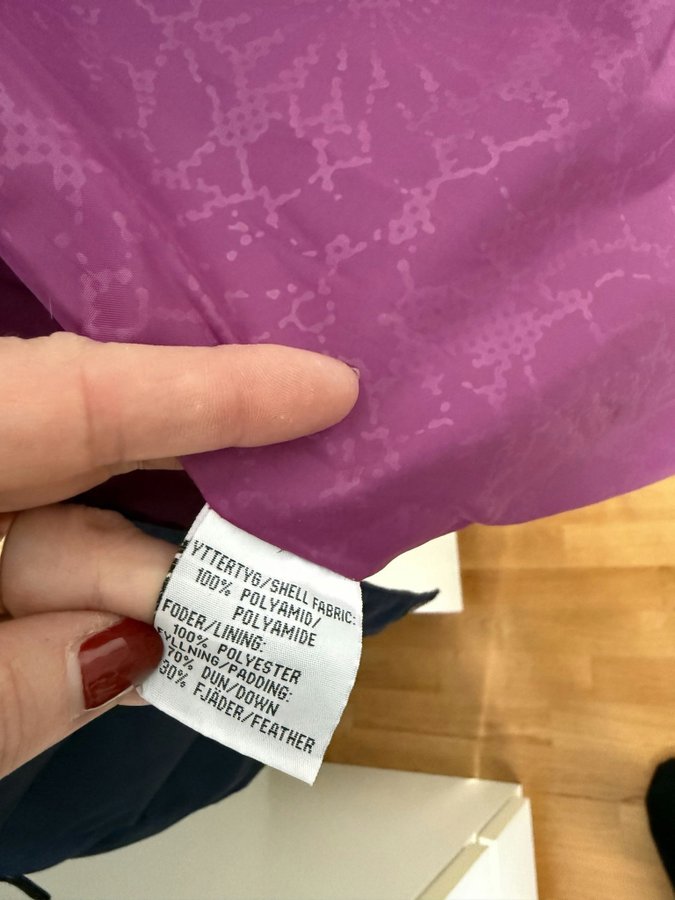 YTTERTYG/SHELL FABRIC:
100% POLYAMID/
POLYAMIDE
FODER/LINING:
100% POLYESTER
FYLLNING/PADDING:
70% DUN/DOWN
30% FJÄDER/FEATHER